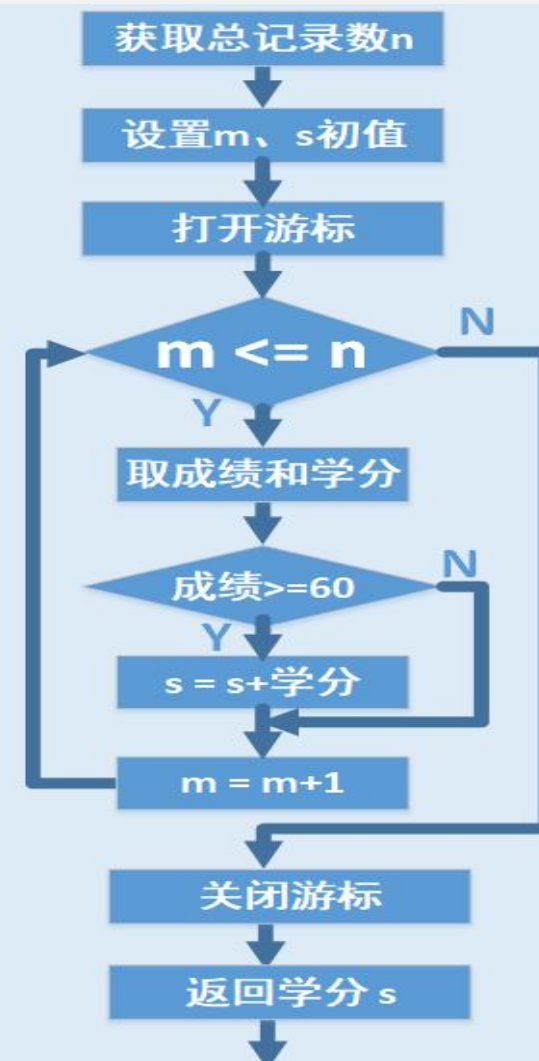 获取总记录数n
设置m、s初值
打开游标
m <= n
N
Y
取成绩和学分
成绩>=60
N
Y
s = s+学分
m = m+1
关闭游标
返回学分 s